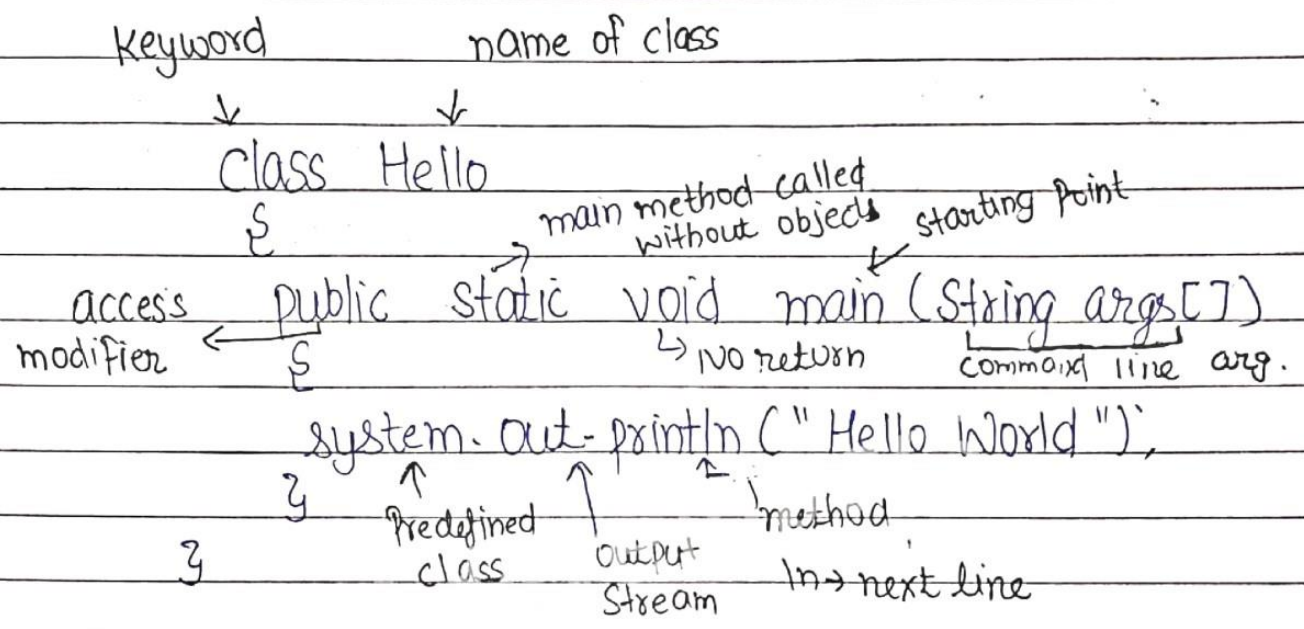 keyword name of class
↓ ↓
class Hello
{
main method called starting point
without objects
access public static void main (String args[])
modifier { No return command line arg.
system.out.println ("Hello World");
}
Predefined output method
} class Stream ln → next line